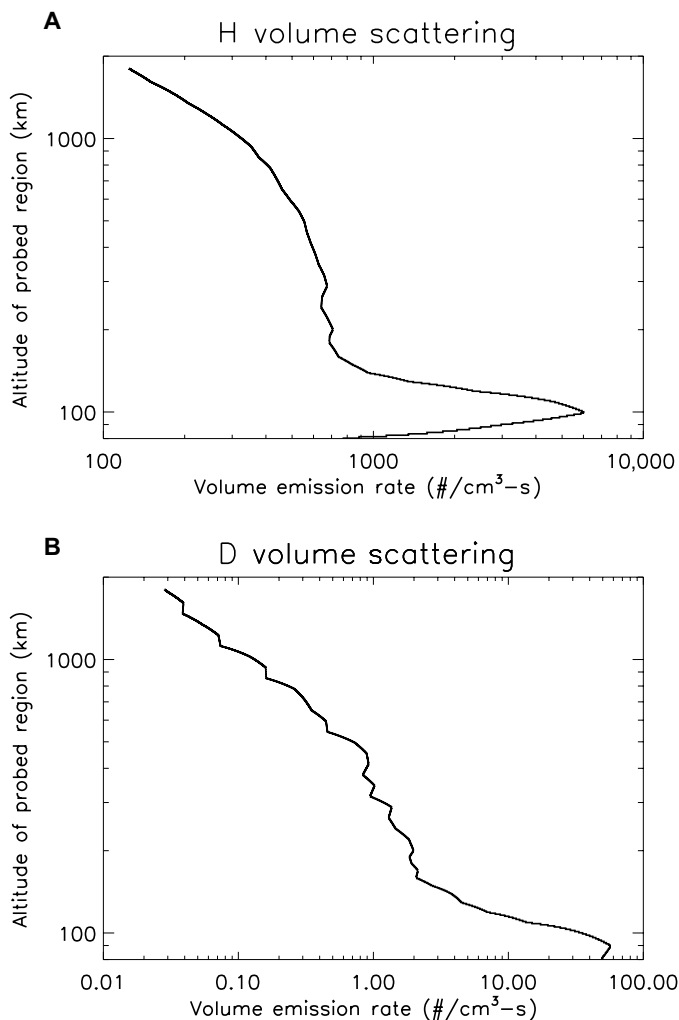 A
H volume scattering
Altitude of probed region (km)
1000
100
100 1000 10,000
Volume emission rate (#/cm³−s)
B
D volume scattering
Altitude of probed region (km)
1000
100
0.01 0.10 1.00 10.00 100.00
Volume emission rate (#/cm³−s)